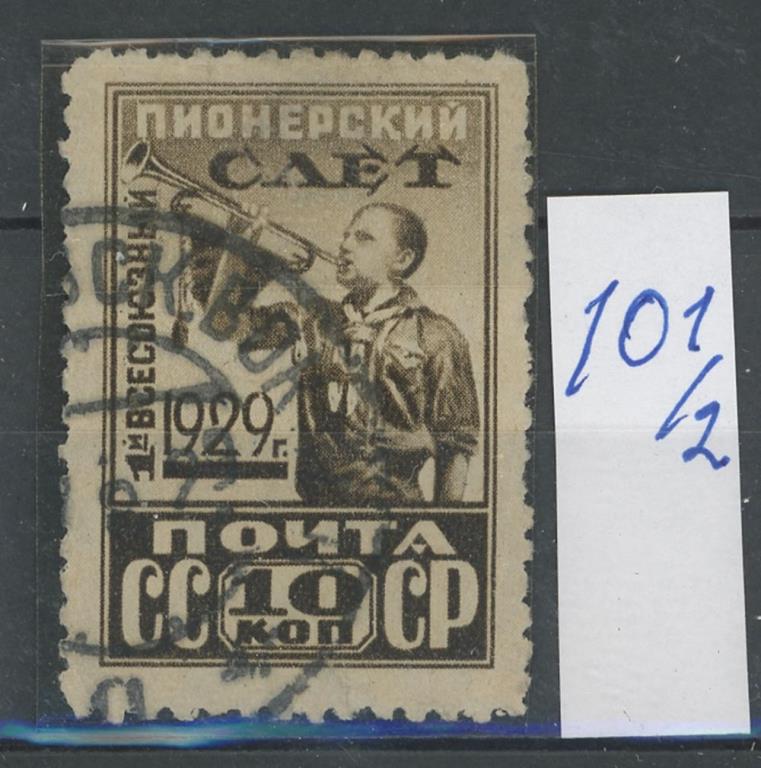 ПИОНЕРСКИЙ
СЛЁТ
1Й ВСЕСОЮЗНЫЙ
1929 г.
ПОЧТА
СС 10 СР
КОП
101
/2